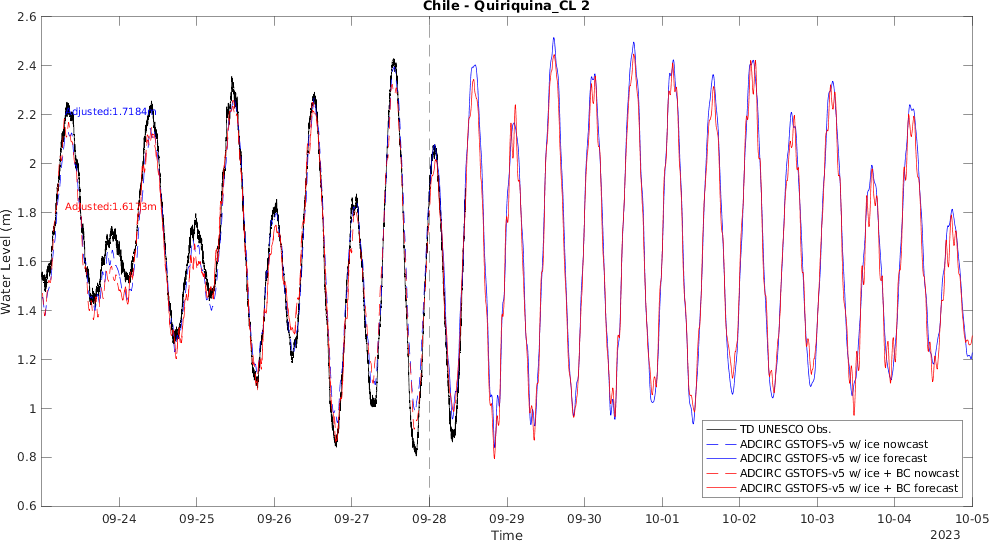 Chile - Quiriquina_CL 2
2.6
2.4
2.2
2
1.8
1.6
1.4
1.2
1
0.8
0.6
Water Level (m)
Adjusted:1.7184m
Adjusted:1.6173m
TD UNESCO Obs.
ADCIRC GSTOFS-v5 w/ ice nowcast
ADCIRC GSTOFS-v5 w/ ice forecast
ADCIRC GSTOFS-v5 w/ ice + BC nowcast
ADCIRC GSTOFS-v5 w/ ice + BC forecast
09-24 09-25 09-26 09-27 09-28 09-29 09-30 10-01 10-02 10-03 10-04 10-05
Time
2023